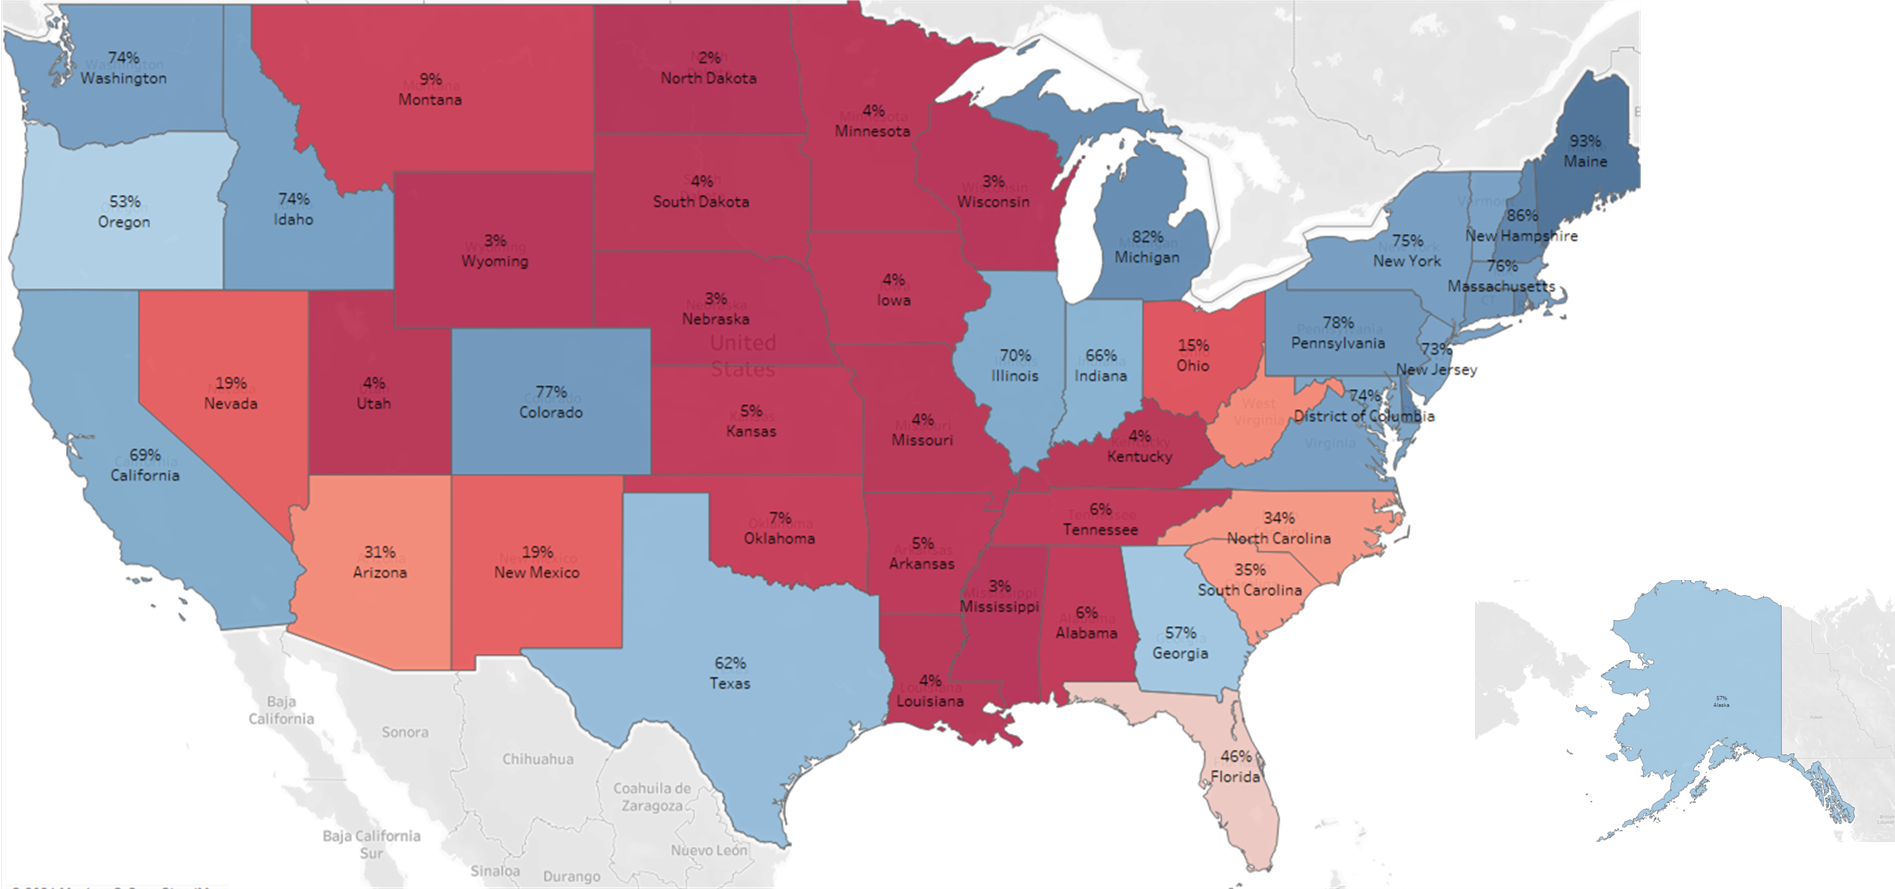 74%
Washington
9%
Montana
2%
North Dakota
4%
Minnesota
93%
Maine
53%
Oregon
74%
Idaho
3%
Wyoming
4%
South Dakota
3%
Wisconsin
82%
Michigan
75%
New York
Vermont
86%
New Hampshire
76%
Massachusetts
CT
19%
Nevada
4%
Utah
77%
Colorado
3%
Nebraska
United
States
4%
Iowa
70%
Illinois
66%
Indiana
15%
Ohio
78%
Pennsylvania
73%
New Jersey
74%
District of Columbia
West
Virginia
Virginia
69%
California
5%
Kansas
4%
Missouri
4%
Kentucky
31%
Arizona
19%
New Mexico
7%
Oklahoma
5%
Arkansas
6%
Tennessee
34%
North Carolina
35%
South Carolina
62%
Texas
4%
Louisiana
3%
Mississippi
6%
Alabama
57%
Georgia
46%
Florida
57%
Alaska
Baja
California
Sonora
Chihuahua
Coahuila de
Zaragoza
Baja California
Sur
Sinaloa
Durango
Nuevo León